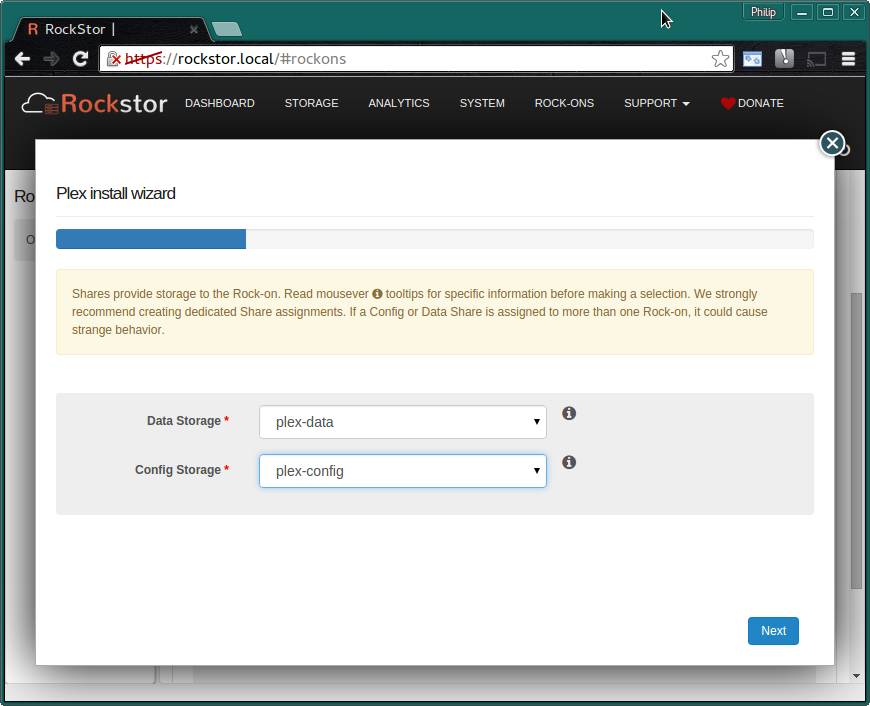 Philip
R RockStor |
https://rockstor.local/#rockons
Rockstor DASHBOARD STORAGE ANALYTICS SYSTEM ROCK-ONS SUPPORT DONATE
Ro
Plex install wizard
O
Shares provide storage to the Rock-on. Read mousever tooltips for specific information before making a selection. We strongly
recommend creating dedicated Share assignments. If a Config or Data Share is assigned to more than one Rock-on, it could cause
strange behavior.
Data Storage * plex-data
Config Storage * plex-config
Next